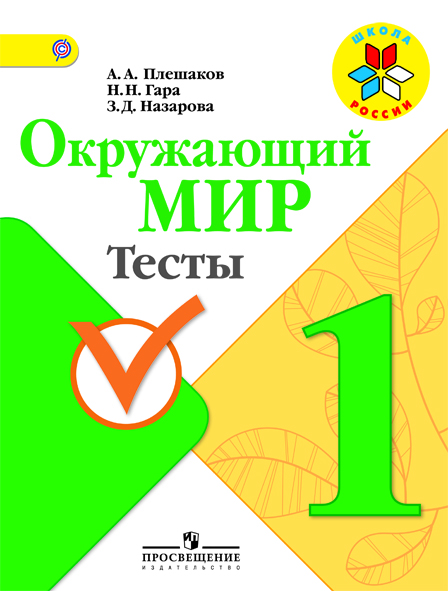 А. А. Плешаков
Н. Н. Гара
З. Д. Назарова
ШКОЛА
РОССИИ
Окружающий
МИР
Тесты
1
ПРОСВЕЩЕНИЕ
ИЗДАТЕЛЬСТВО